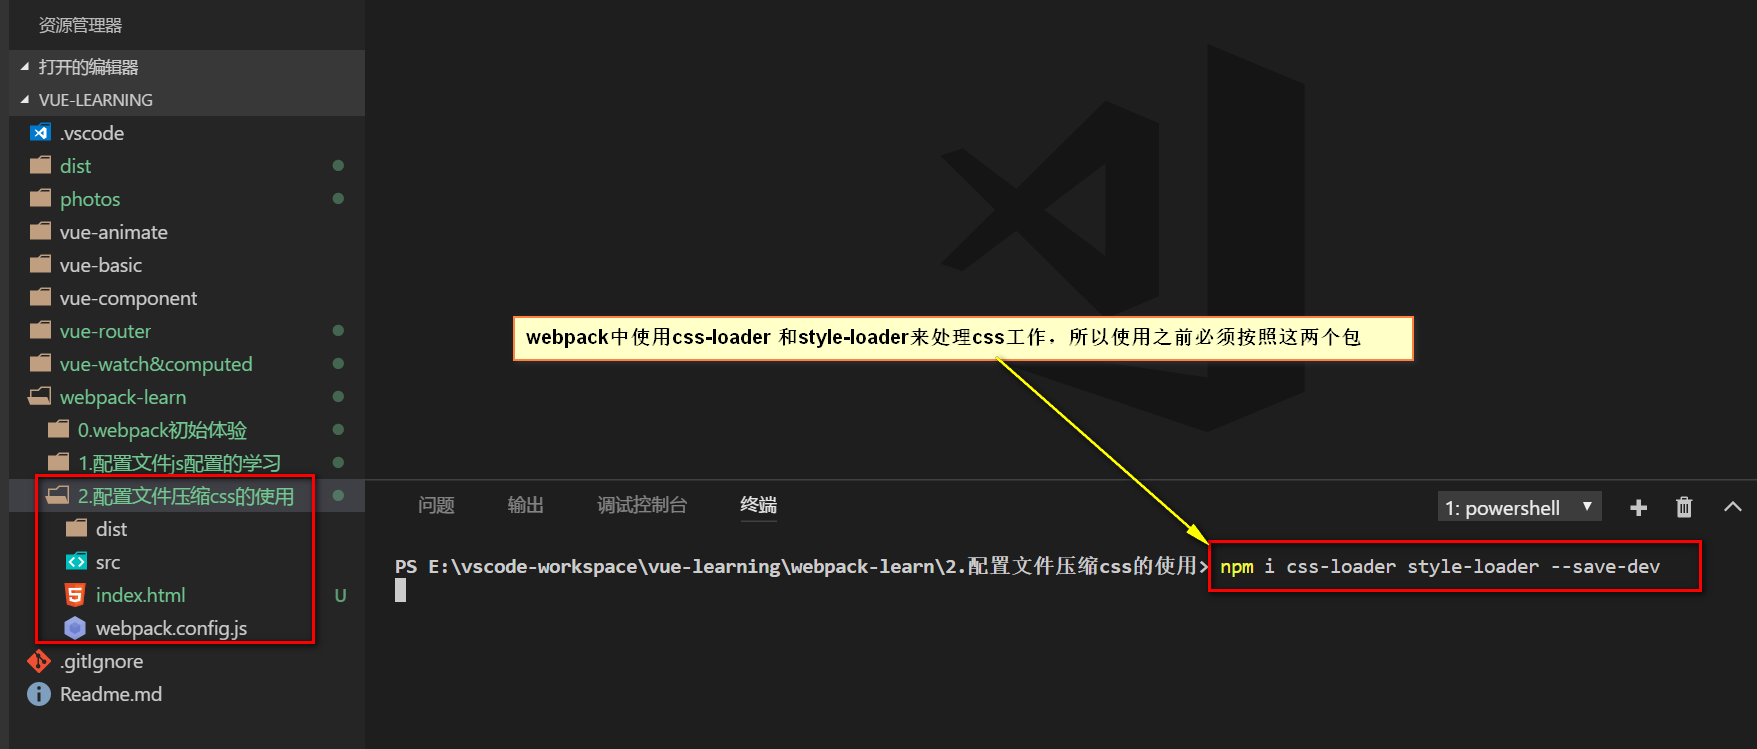 资源管理器
打开的编辑器
VUE-LEARNING
.vscode
dist
photos
vue-animate
vue-basic
vue-component
vue-router
vue-watch&computed
webpack-learn
0.webpack初始体验
1.配置文件js配置的学习
2.配置文件压缩css的使用
dist
src
index.html U
webpack.config.js
.gitIgnore
Readme.md
webpack中使用css-loader 和style-loader来处理css工作，所以使用之前必须按照这两个包
问题 输出 调试控制台 终端 1: powershell
PS E:\vscode-workspace\vue-learning\webpack-learn\2.配置文件压缩css的使用> npm i css-loader style-loader --save-dev